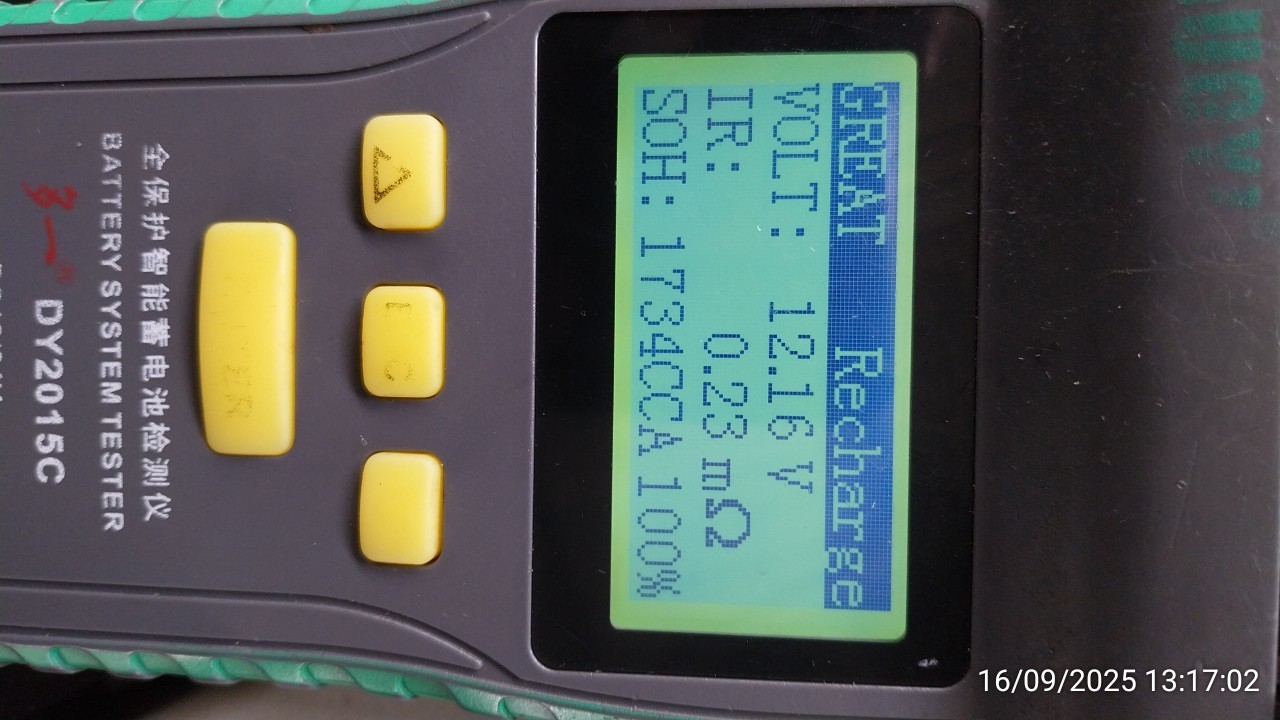 GREAT Recharge
VOLT: 12.16 V
IR: 0.23 mΩ
SOH: 1734CCA 100%
全保护智能蓄电池检测仪
BATTERY SYSTEM TESTER
DY2015C
16/09/2025 13:17:02